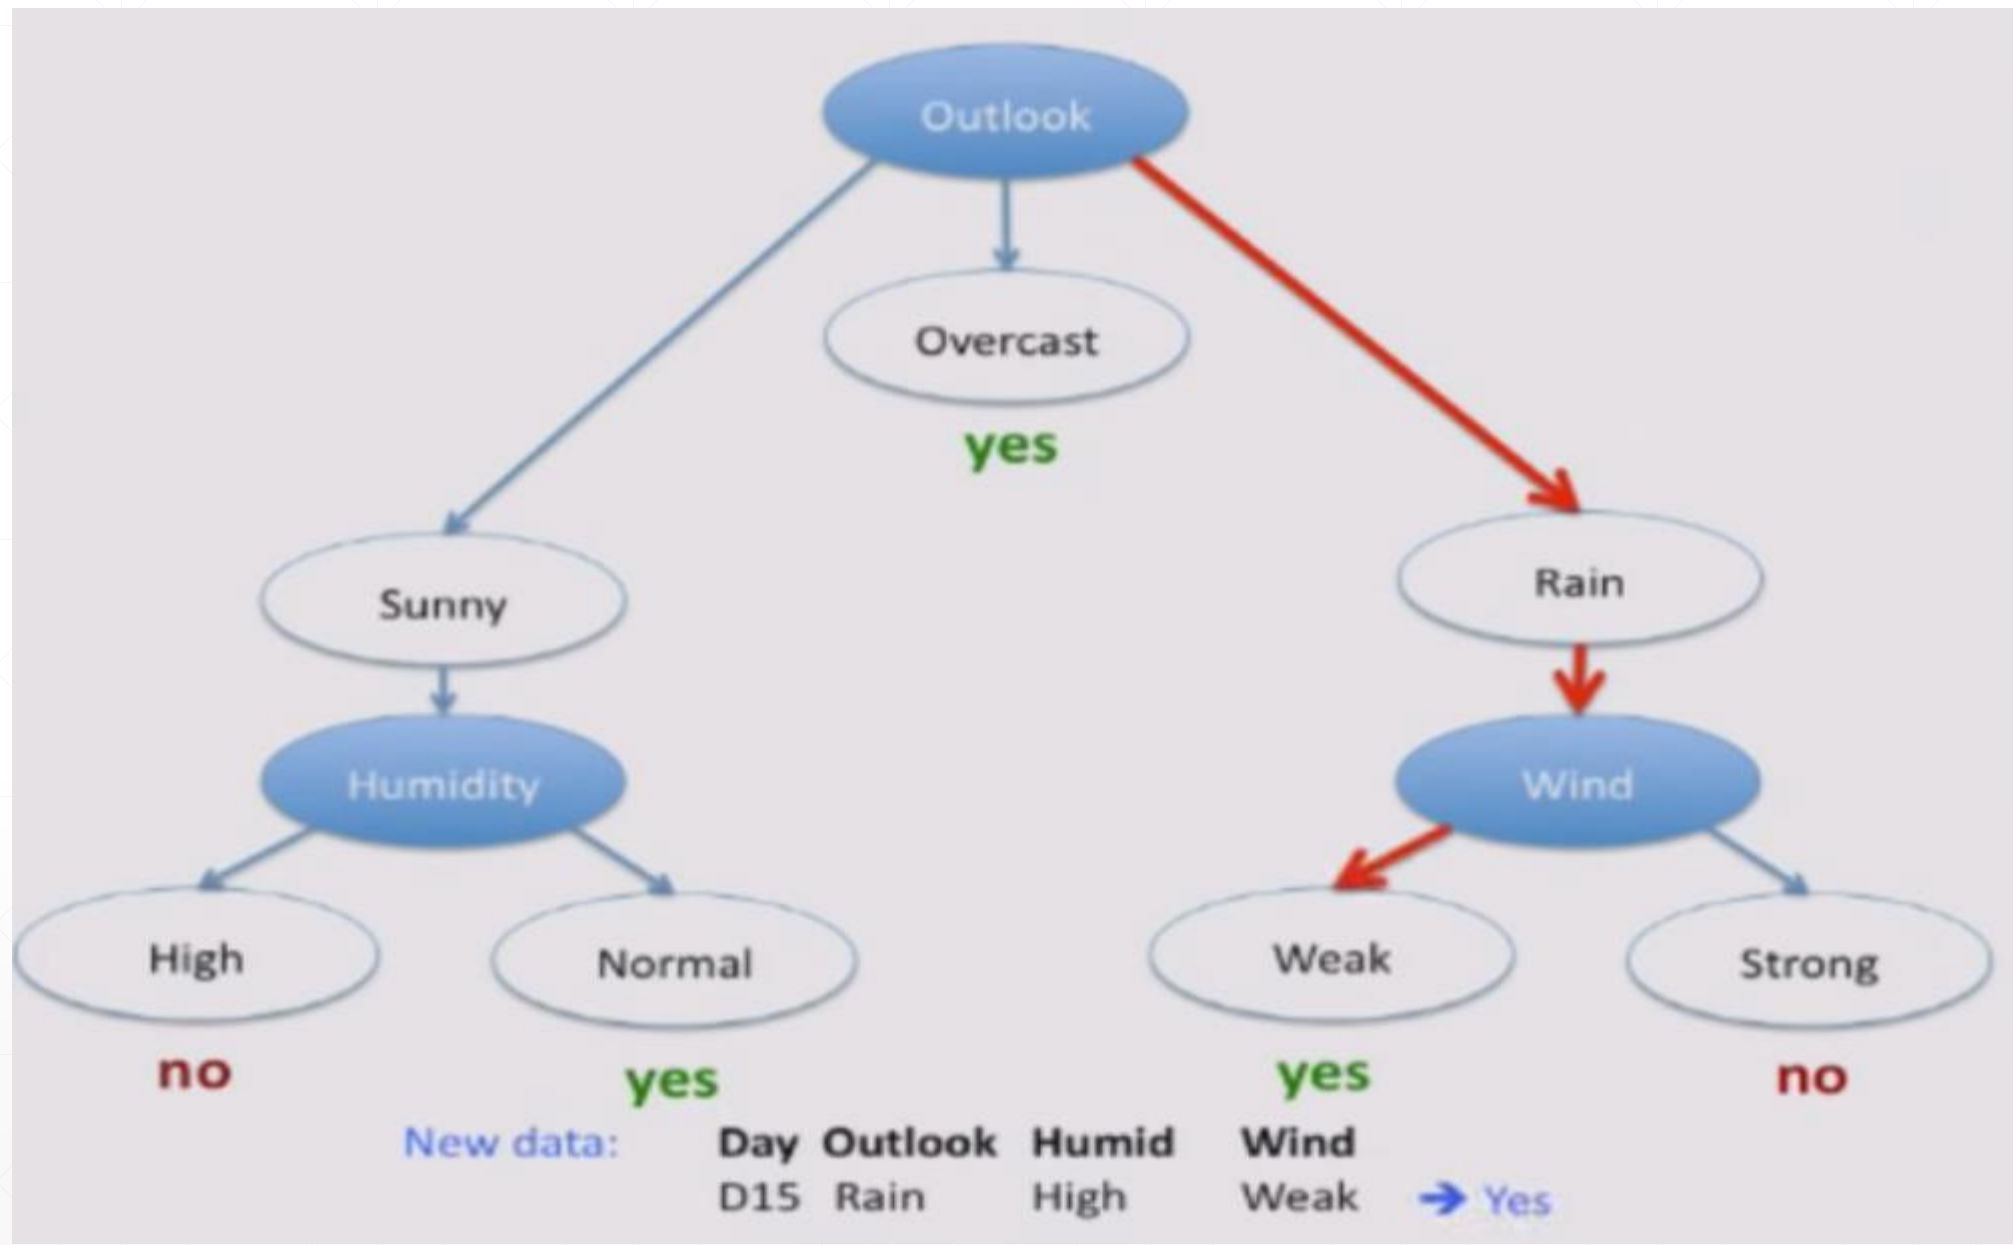 Outlook
Overcast
yes
Sunny
Rain
Humidity
Wind
High
Normal
Weak
Strong
no
yes
yes
no
New data: Day Outlook Humid Wind
D15 Rain High Weak ➔ Yes